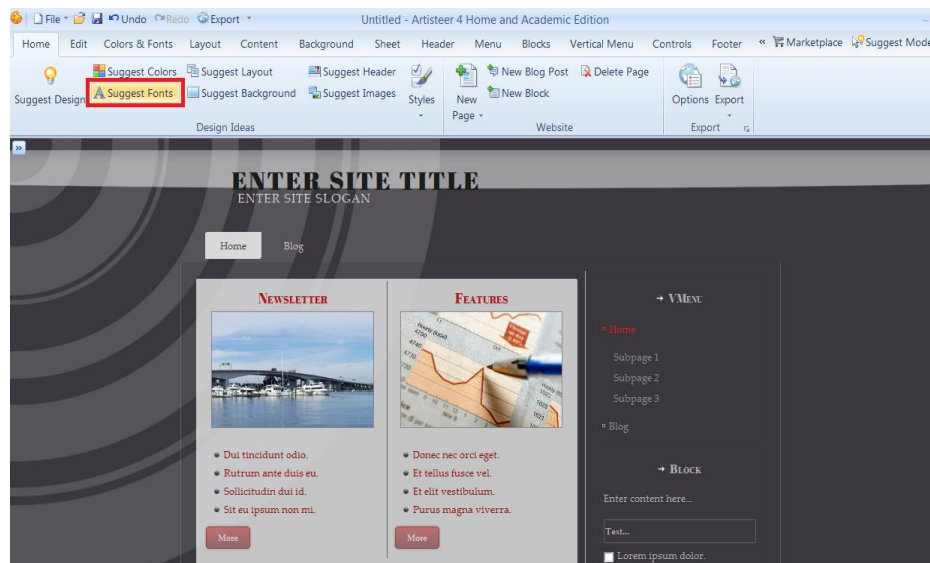 File Undo Redo Export Untitled - Artisteer 4 Home and Academic Edition
Home Edit Colors & Fonts Layout Content Background Sheet Header Menu Blocks Vertical Menu Controls Footer « Marketplace Suggest Mode
Suggest Design
Suggest Colors Suggest Layout Suggest Header
Suggest Fonts Suggest Background Suggest Images
Styles
New Page
New Blog Post Delete Page
New Block
Options Export
Design Ideas Website Export
»
ENTER SITE TITLE
ENTER SITE SLOGAN
Home Blog
NEWSLETTER
Dui tincidunt odio.
Rutrum ante duis eu.
Sollicitudin dui id.
Sit eu ipsum non mi.
More
FEATURES
Hourly
4750
4740
4730
Donec nec orci eget.
Et tellus fusce vel.
Et elit vestibulum.
Purus magna viverra.
More
VMENU
Home
Subpage 1
Subpage 2
Subpage 3
Blog
BLOCK
Enter content here...
Text...
Lorem ipsum dolor.